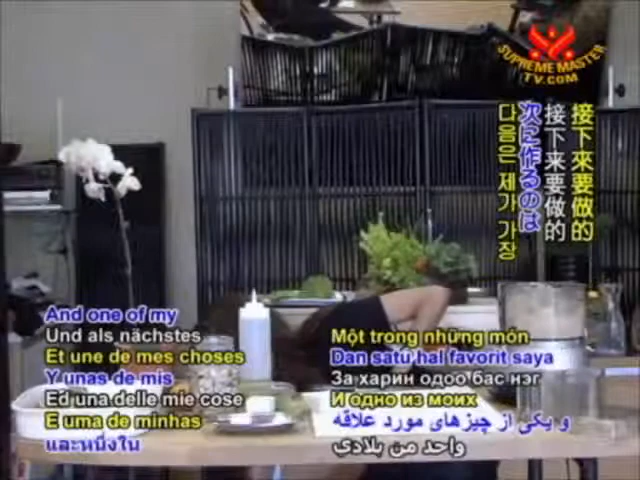 SUPREME MASTER
TV.COM
接下來要做的
接下来要做的
次に作るのは
다음은 제가 가장
And one of my
Und als nächstes
Et une de mes choses
Y unas de mis
Ed una delle mie cose
E uma de minhas
และหนึ่งใน
Một trong những món
Dan satu hal favorit saya
За харин одоо бас нэг
И одно из моих
و یکی از چیزهای مورد علاقه
واحد من بلادي